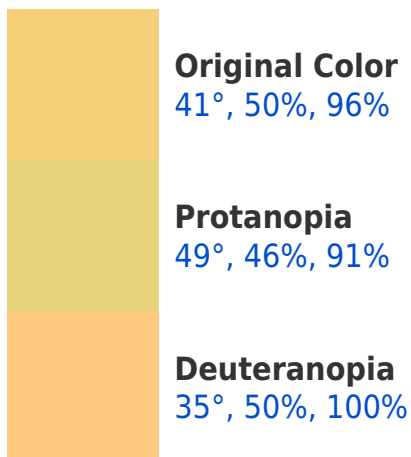 Original Color
41°, 50%, 96%
Protanopia
49°, 46%, 91%
Deuteranopia
35°, 50%, 100%